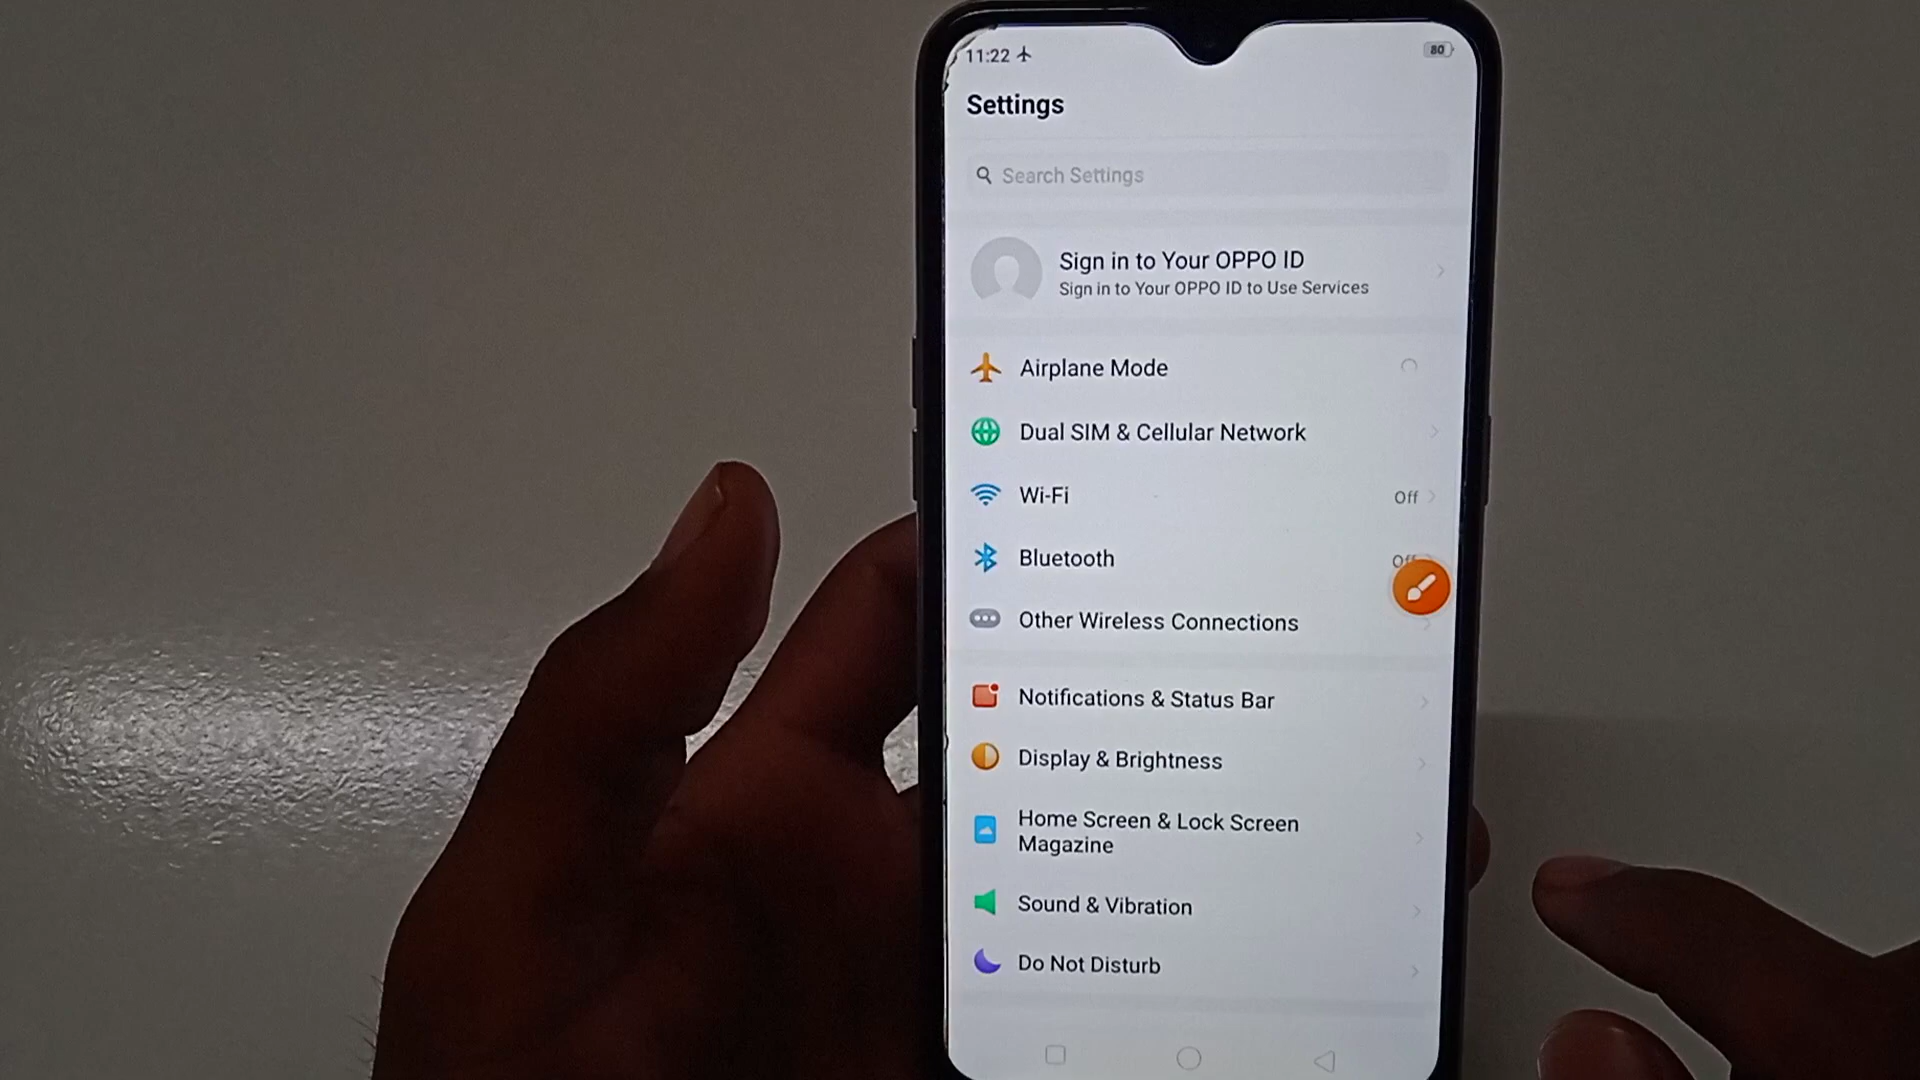 11:22
80
Settings
Search Settings
Sign in to Your OPPO ID
Sign in to Your OPPO ID to Use Services
Airplane Mode
Dual SIM & Cellular Network
Wi-Fi
Off
Bluetooth
Off
Other Wireless Connections
Notifications & Status Bar
Display & Brightness
Home Screen & Lock Screen
Magazine
Sound & Vibration
Do Not Disturb